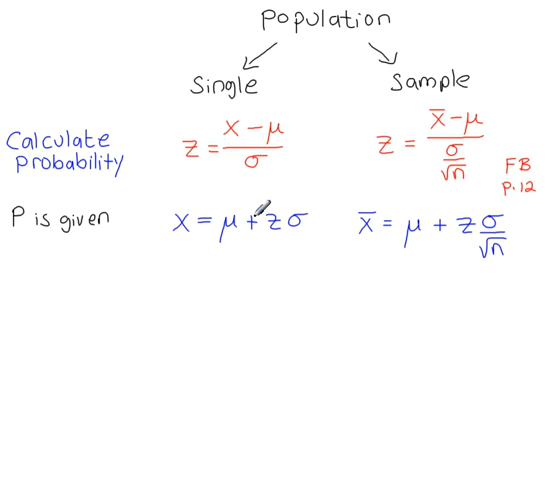 Population
Single Sample
Calculate Probability
z = (x − μ)/σ
z = (x̄ − μ)/(σ/√n)
FB
P.12
P is given
x = μ + zσ
x̄ = μ + z σ/√n